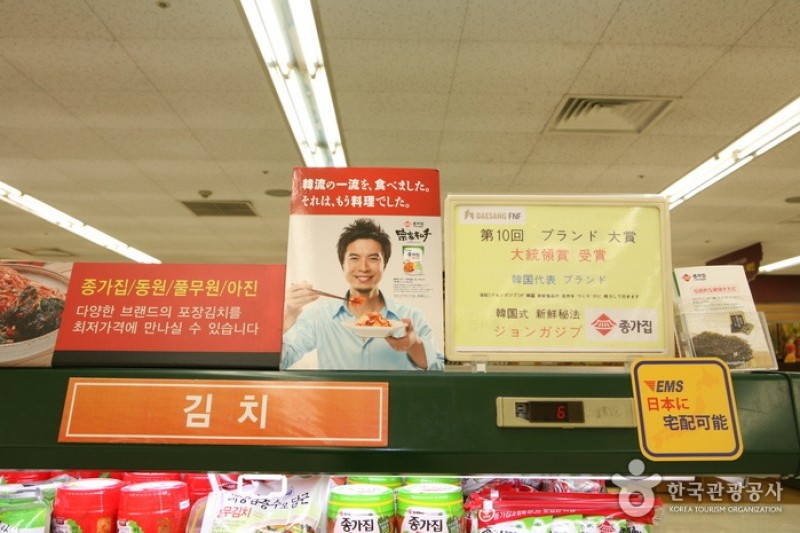 종가집/동원/풀무원/아진
다양한 브랜드의 포장김치를
최저가격에 만나실 수 있습니다
韓流の一流を、食べました。
それは、もう料理でした。
宗家キムチ
DAESANG FNF
第10回 ブランド 大賞
大統領賞 受賞
韓国代表 ブランド
韓国式 新鮮秘法
ジョンガジブ
종가집
김치
6
EMS
日本に
宅配可能
종가집
종가집
한국관광공사
KOREA TOURISM ORGANIZATION